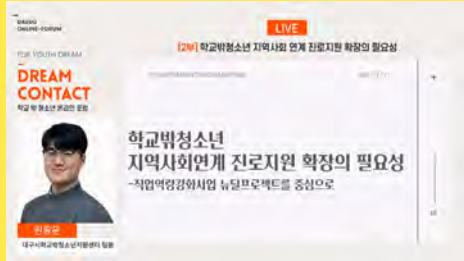 DAEGU
ONLINE-FORUM
LIVE
[2부] 학교밖청소년 지역사회 연계 진로지원 확장의 필요성
FOR YOUTH DREAM
DREAM
CONTACT
학교 밖 청소년 온라인 포럼
학교밖청소년
지역사회연계 진로지원 확장의 필요성
-직업역량강화사업 뉴딜프로젝트를 중심으로
대구시학교밖청소년지원센터 팀원